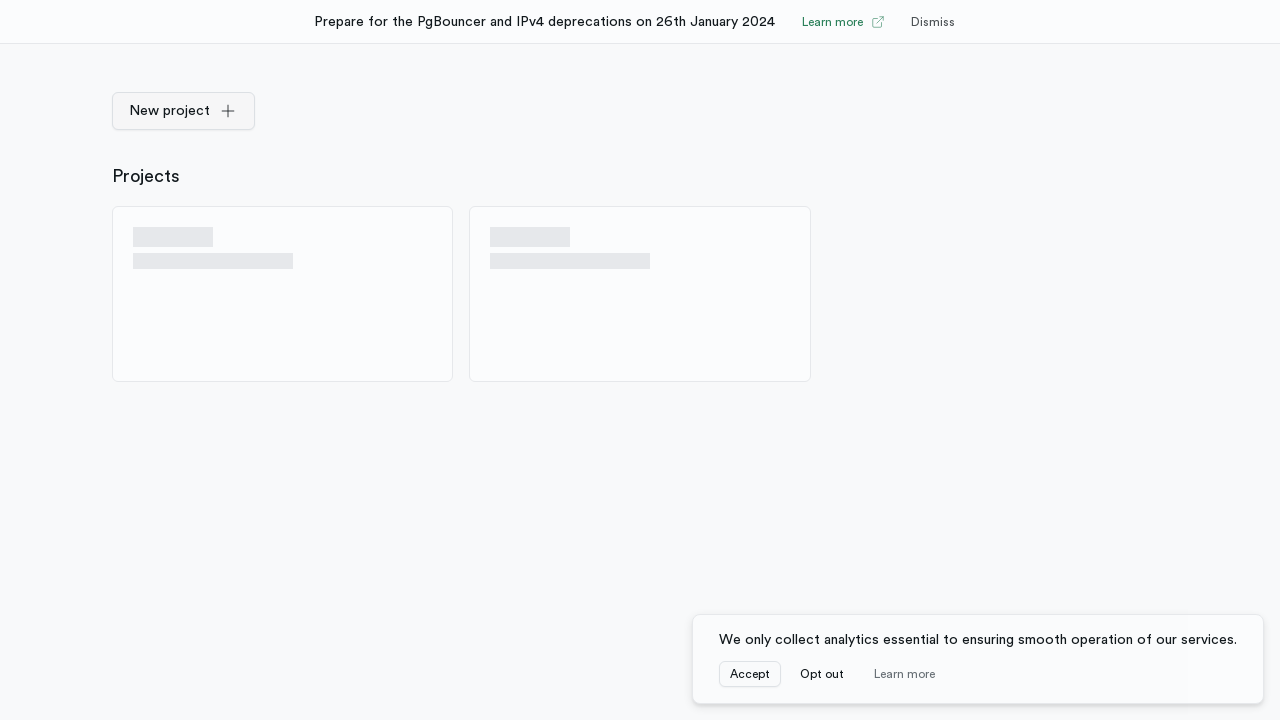 Prepare for the PgBouncer and IPv4 deprecations on 26th January 2024 Learn more Dismiss
New project
Projects
We only collect analytics essential to ensuring smooth operation of our services.
Accept Opt out Learn more